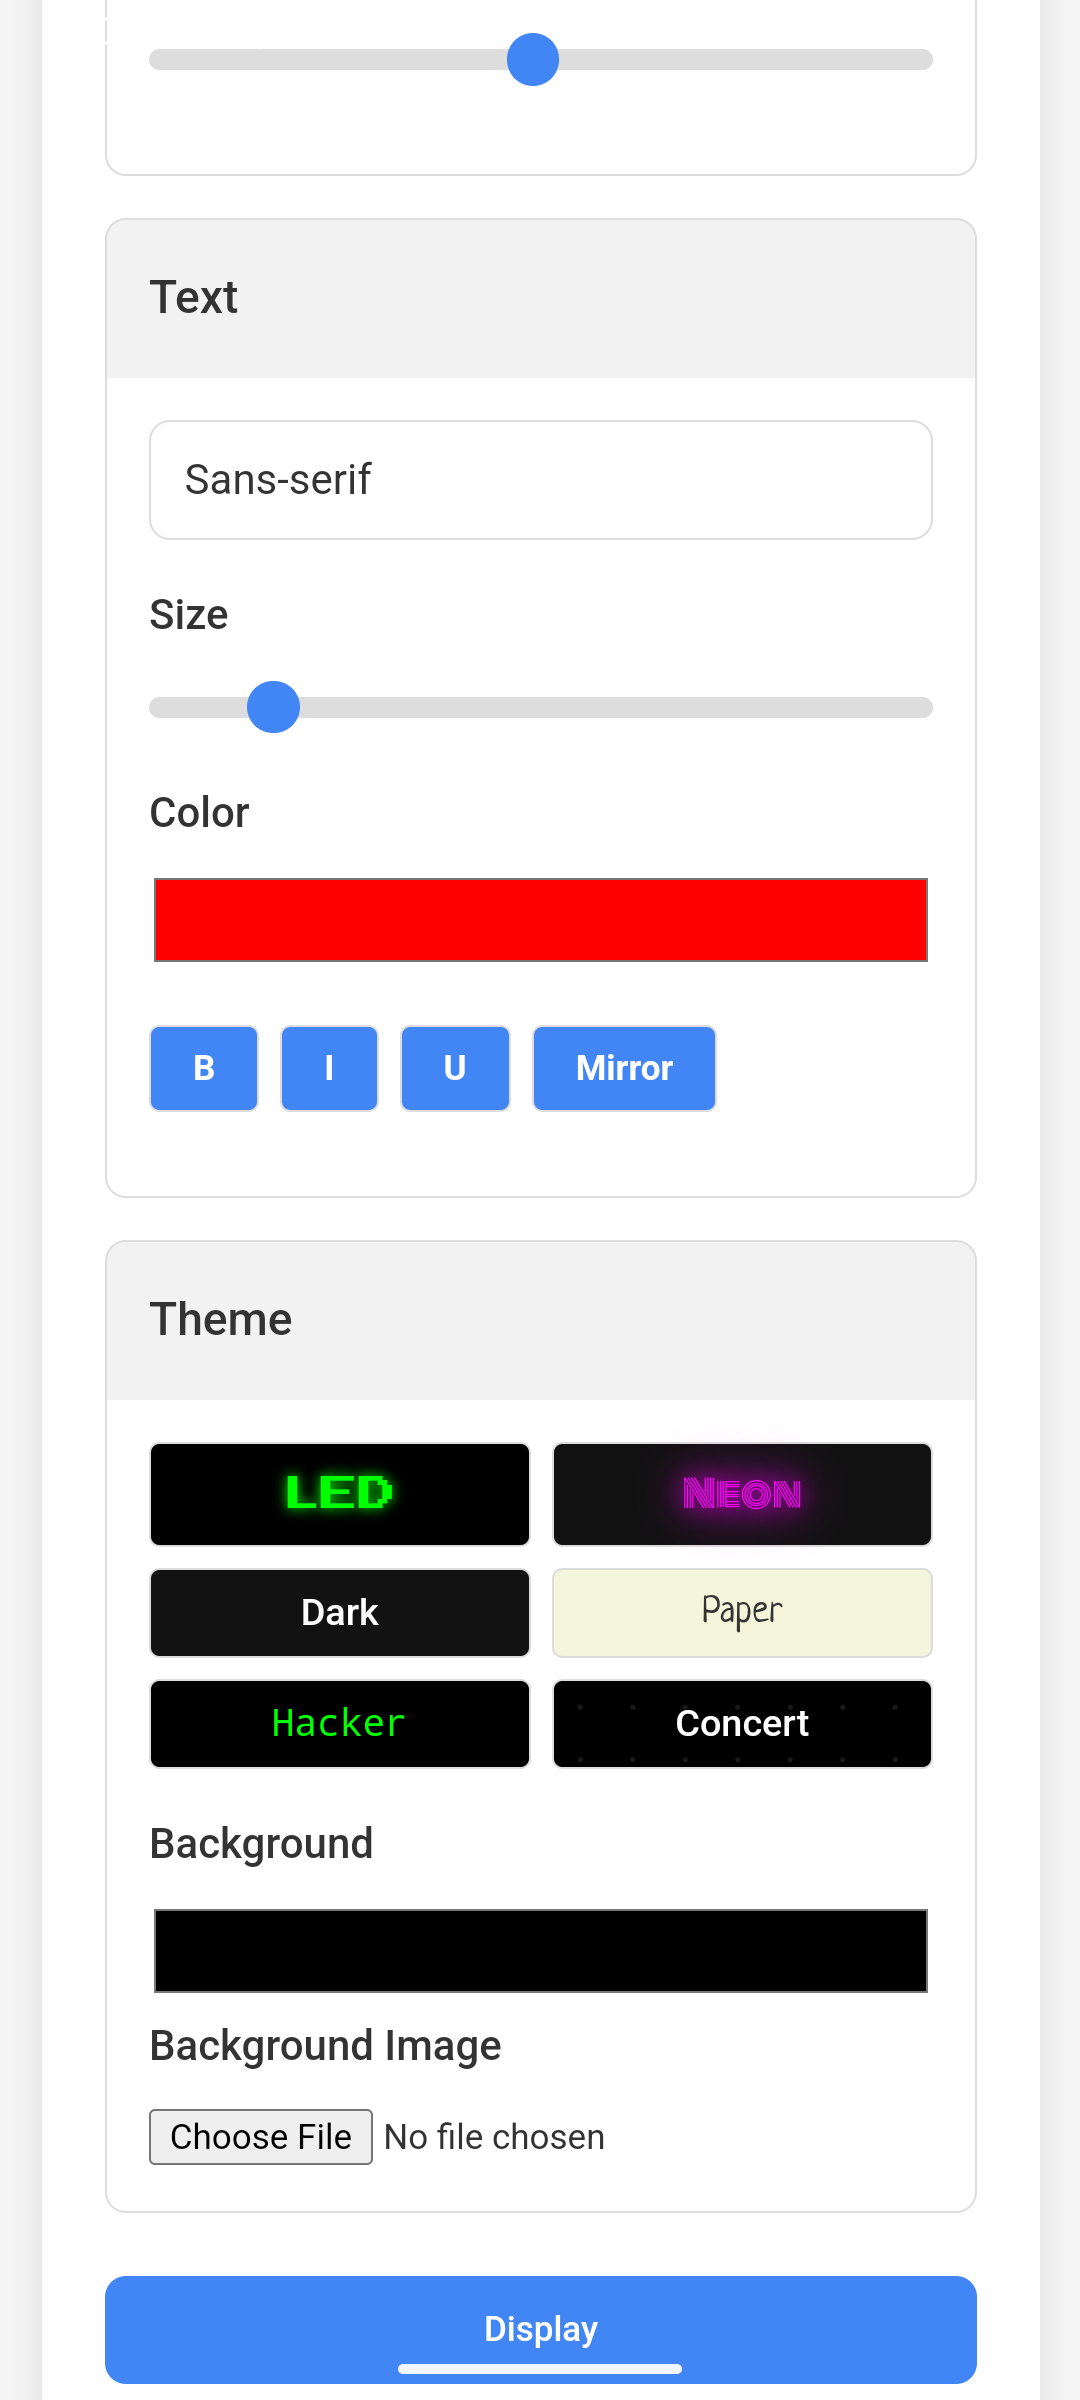 Text
Sans-serif
Size
Color
B I U Mirror
Theme
LED NEON
Dark Paper
Hacker Concert
Background
Background Image
Choose File No file chosen
Display